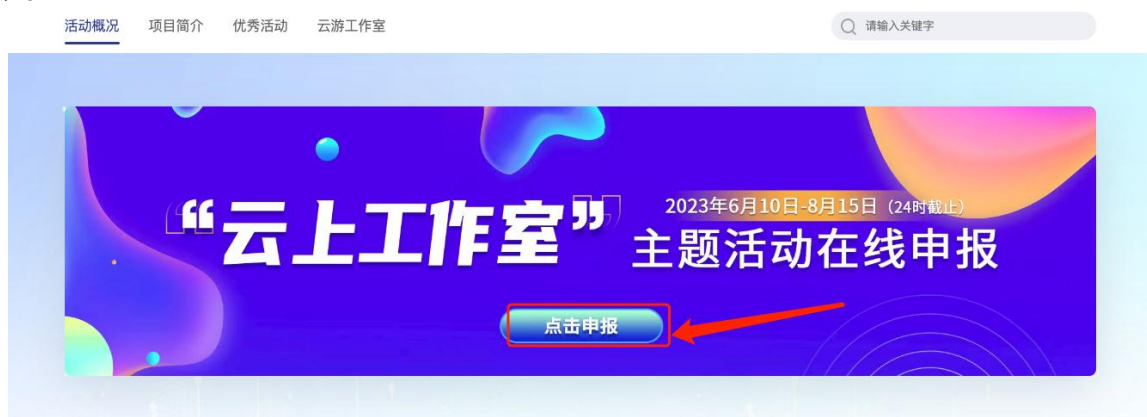 活动概况 项目简介 优秀活动 云游工作室 请输入关键字
“云上工作室”
2023年6月10日-8月15日（24时截止）
主题活动在线申报
点击申报